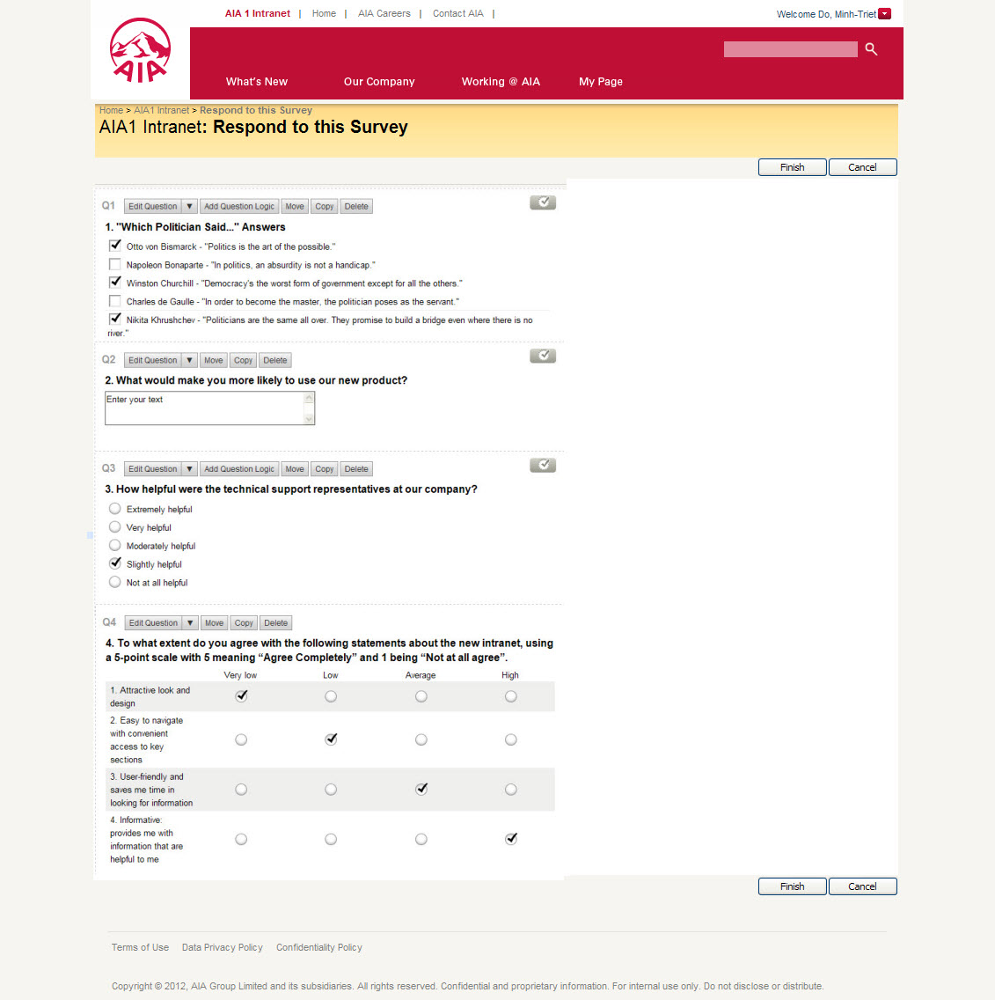 AIA 1 Intranet | Home | AIA Careers | Contact AIA |
Welcome Do, Minh-Triet
AIA
What's New Our Company Working @ AIA My Page
Home > AIA1 Intranet > Respond to this Survey
AIA1 Intranet: Respond to this Survey
Finish Cancel
Q1 Edit Question ▼ Add Question Logic Move Copy Delete
1. "Which Politician Said..." Answers
Otto von Bismarck - "Politics is the art of the possible."
Napoleon Bonaparte - "In politics, an absurdity is not a handicap."
Winston Churchill - "Democracy's the worst form of government except for all the others."
Charles de Gaulle - "In order to become the master, the politician poses as the servant."
Nikita Khrushchev - "Politicians are the same all over. They promise to build a bridge even where there is no
river."
Q2 Edit Question ▼ Move Copy Delete
2. What would make you more likely to use our new product?
Enter your text
Q3 Edit Question ▼ Add Question Logic Move Copy Delete
3. How helpful were the technical support representatives at our company?
Extremely helpful
Very helpful
Moderately helpful
Slightly helpful
Not at all helpful
Q4 Edit Question ▼ Move Copy Delete
4. To what extent do you agree with the following statements about the new intranet, using
a 5-point scale with 5 meaning “Agree Completely” and 1 being “Not at all agree”.
Very low Low Average High
1. Attractive look and
design
2. Easy to navigate
with convenient
access to key
sections
3. User-friendly and
saves me time in
looking for information
4. Informative:
provides me with
information that are
helpful to me
Finish Cancel
Terms of Use Data Privacy Policy Confidentiality Policy
Copyright © 2012, AIA Group Limited and its subsidiaries. All rights reserved. Confidential and proprietary information. For internal use only. Do not disclose or distribute.